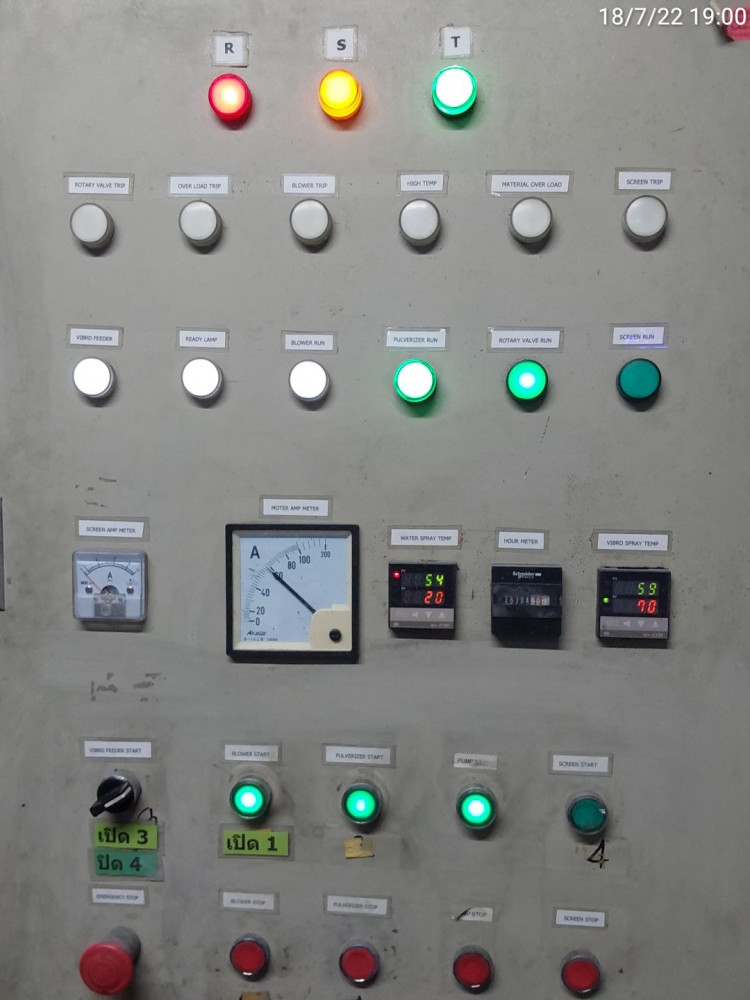 18/7/22 19:00
R S T
ROTARY VALVE TRIP OVER LOAD TRIP BLOWER TRIP HIGH TEMP MATERIAL OVER LOAD SCREEN TRIP
VIBRO FEEDER READY LAMP BLOWER RUN PULVERIZER RUN ROTARY VALVE RUN SCREEN RUN
SCREEN AMP METER MOTER AMP METER WATER SPRAY TEMP HOUR METER VIBRO SPRAY TEMP
A
0 20 40 60 80 100 200
A
54
20
Schneider
59
70
VIBRO FEEDER START BLOWER START PULVERIZER START PUMP SCREEN START
เปิด 3 เปิด 1
ปิด 4
4
EMERGENCY STOP BLOWER STOP PULVERIZER STOP STOP SCREEN STOP